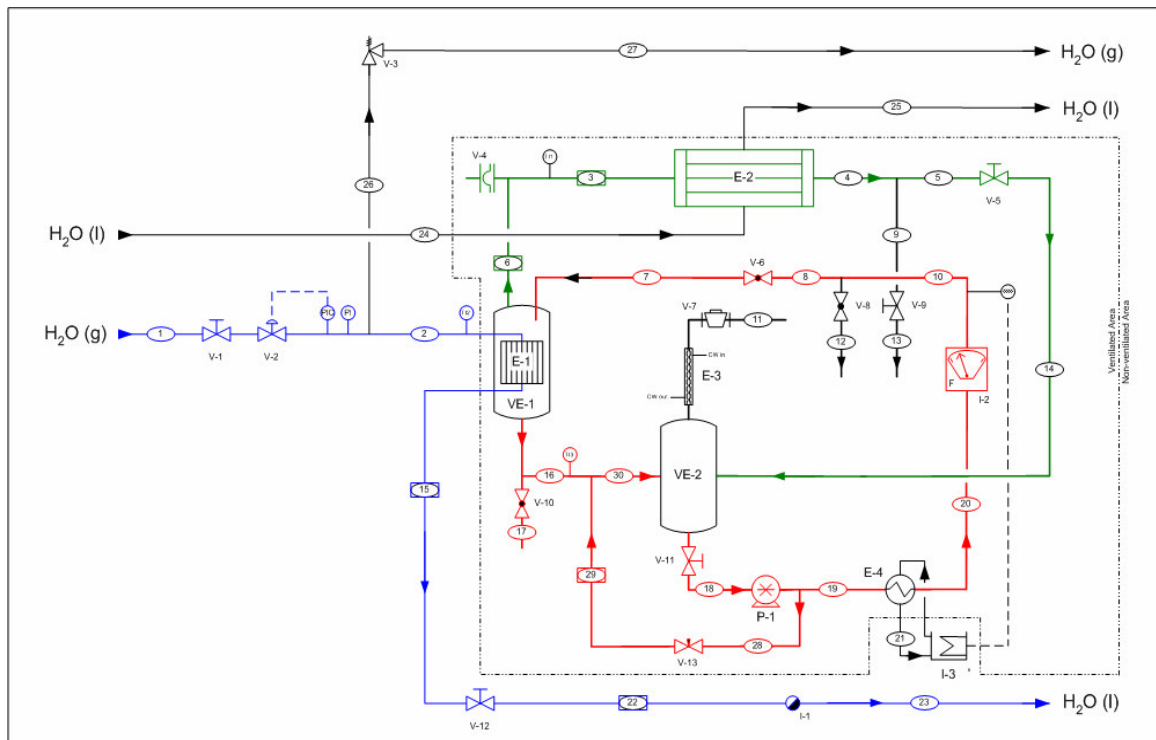 27
V-3
H₂O (g)
25
H₂O (l)
V-4
3
E-2
4
5
V-5
26
9
H₂O (l)
24
6
7
V-6
8
10
V-8
V-9
V-7
11
12
13
H₂O (g)
1
V-1
V-2
PIC
PI
2
E-1
VE-1
CW in
E-3
CW out
F
I-2
14
Ventilated Area
Non-ventilated Area
15
16
30
VE-2
V-10
17
20
V-11
18
P-1
19
E-4
29
28
V-13
21
I-3
V-12
22
I-1
23
H₂O (l)